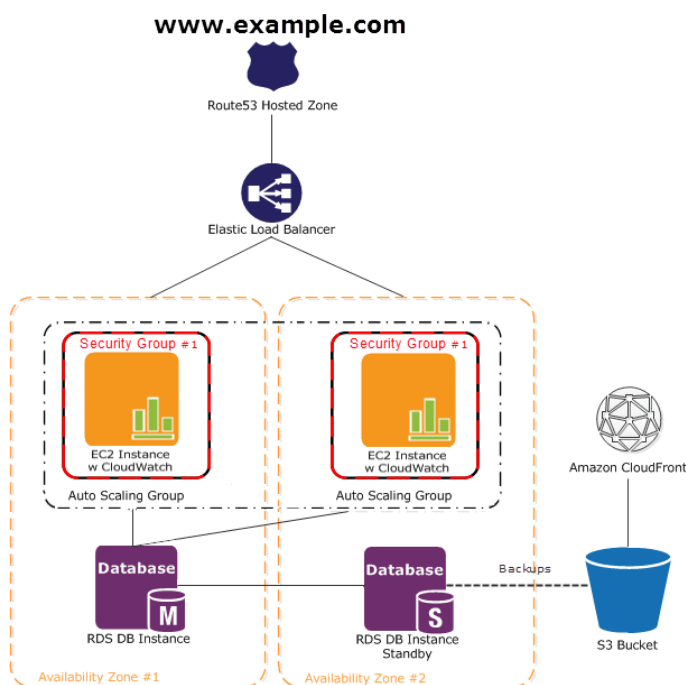 www.example.com
Route53 Hosted Zone
Elastic Load Balancer
Security Group #1
Security Group #1
EC2 Instance
w CloudWatch
EC2 Instance
w CloudWatch
Auto Scaling Group
Auto Scaling Group
Amazon CloudFront
Database
M
RDS DB Instance
Database
S
RDS DB Instance
Standby
Backups
S3 Bucket
Availability Zone #1
Availability Zone #2